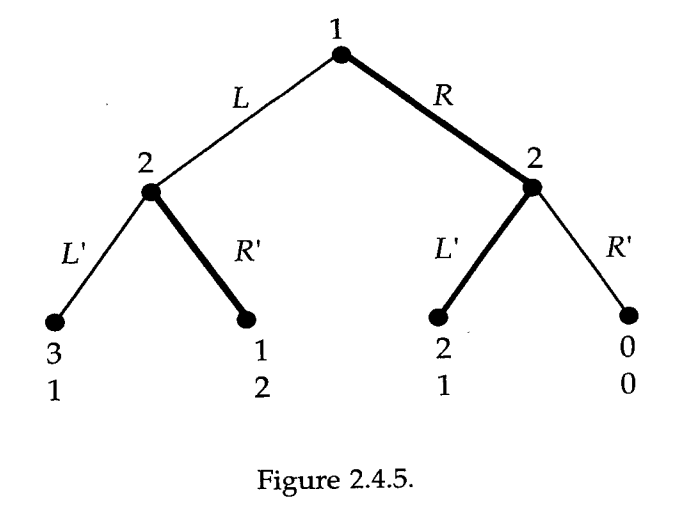 1
L R
2 2
L' R' L' R'
3 1 2 0
1 2 1 0
Figure 2.4.5.